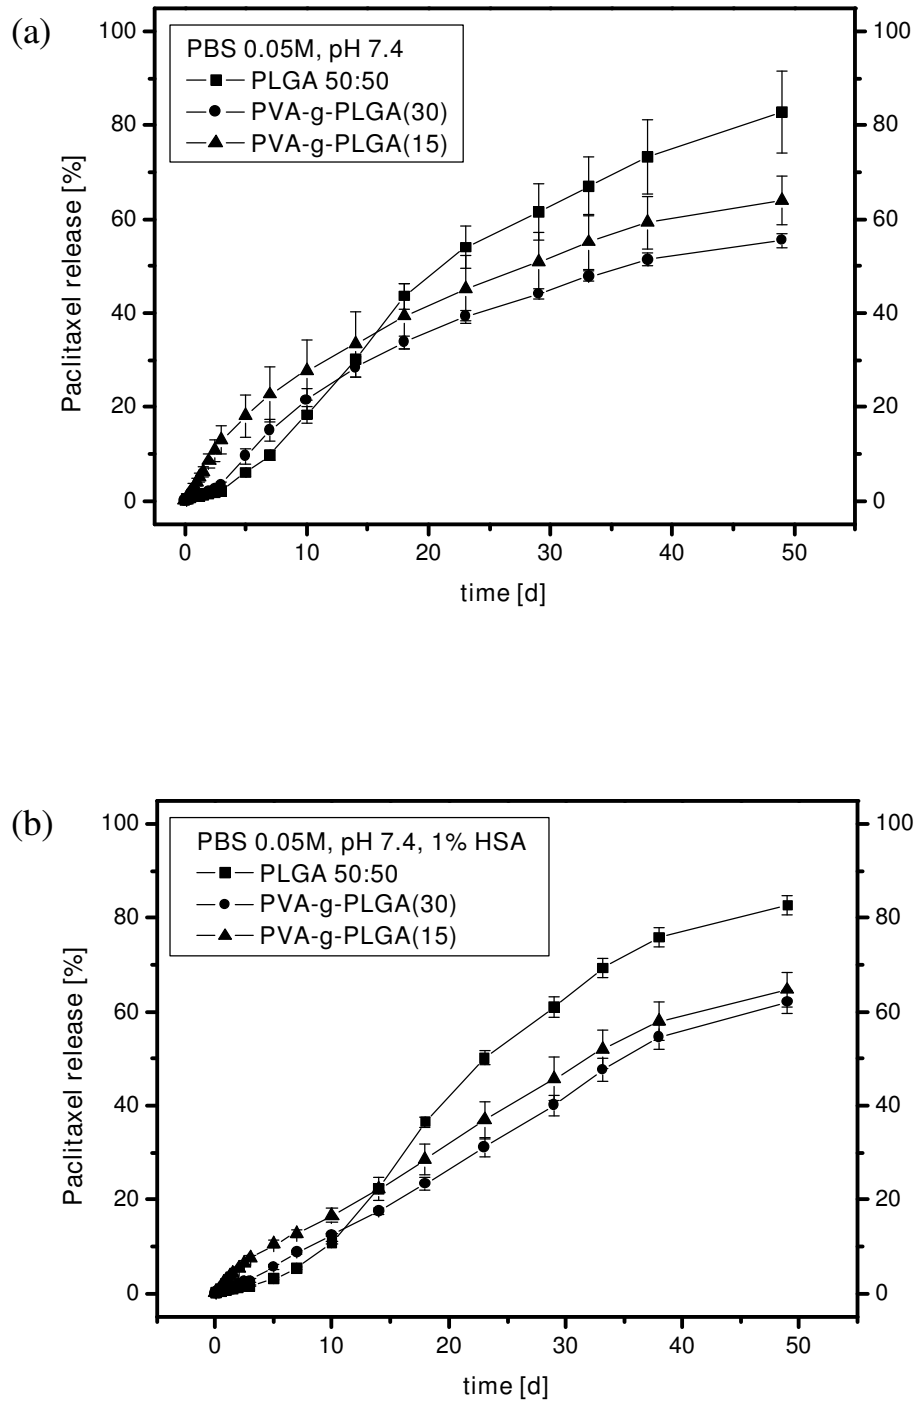 (a)
100
80
60
40
20
0
Paclitaxel release [%]
PBS 0.05M, pH 7.4
PLGA 50:50
PVA-g-PLGA(30)
PVA-g-PLGA(15)
100
80
60
40
20
0
0 10 20 30 40 50
time [d]
(b)
100
80
60
40
20
0
Paclitaxel release [%]
PBS 0.05M, pH 7.4, 1% HSA
PLGA 50:50
PVA-g-PLGA(30)
PVA-g-PLGA(15)
100
80
60
40
20
0
0 10 20 30 40 50
time [d]